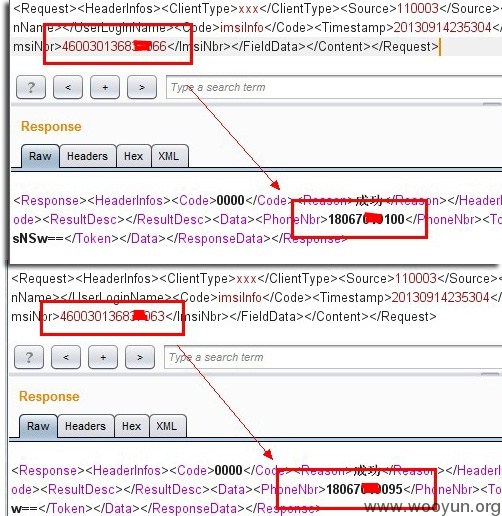 <Request><HeaderInfos><ClientType>xxx</ClientType><Source>110003</Source>
nName></UserLoginName><Code>imsiInfo</Code><Timestamp>20130914235304</
msiNbr>46003013683 066</ImsiNbr></FieldData></Content></Request>
? < + > Type a search term
Response
Raw Headers Hex XML
<Response><HeaderInfos><Code>0000</Code><Reason>成功</Reason></HeaderI
ode><ResultDesc></ResultDesc><Data><PhoneNbr>18067 100</PhoneNbr><To
sNSw==</Token></Data></ResponseData></Response>
<Request><HeaderInfos><ClientType>xxx</ClientType><Source>110003</Source>
nName></UserLoginName><Code>imsiInfo</Code><Timestamp>20130914235304</
msiNbr>46003013683 063</ImsiNbr></FieldData></Content></Request>
? < + > Type a search term
Response
Raw Headers Hex XML
<Response><HeaderInfos><Code>0000</Code><Reason>成功</Reason></HeaderI
ode><ResultDesc></ResultDesc><Data><PhoneNbr>18067 0095</PhoneNbr><To
w==</Token></Data></ResponseData></Response>
www.wooyun.org